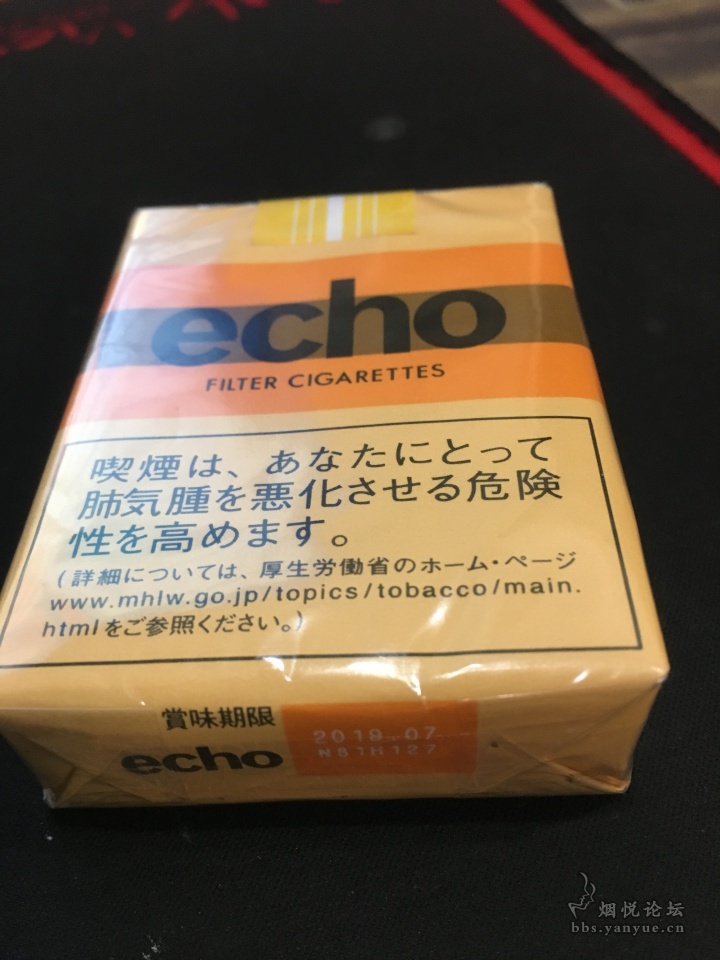 echo
FILTER CIGARETTES
喫煙は、あなたにとって
肺気腫を悪化させる危険
性を高めます。
(詳細については、厚生労働省のホーム・ページ
www.mhlw.go.jp/topics/tobacco/main.
htmlをご参照ください。)
賞味期限
echo
2019.07
烟悦论坛
bbs.yanyue.cn